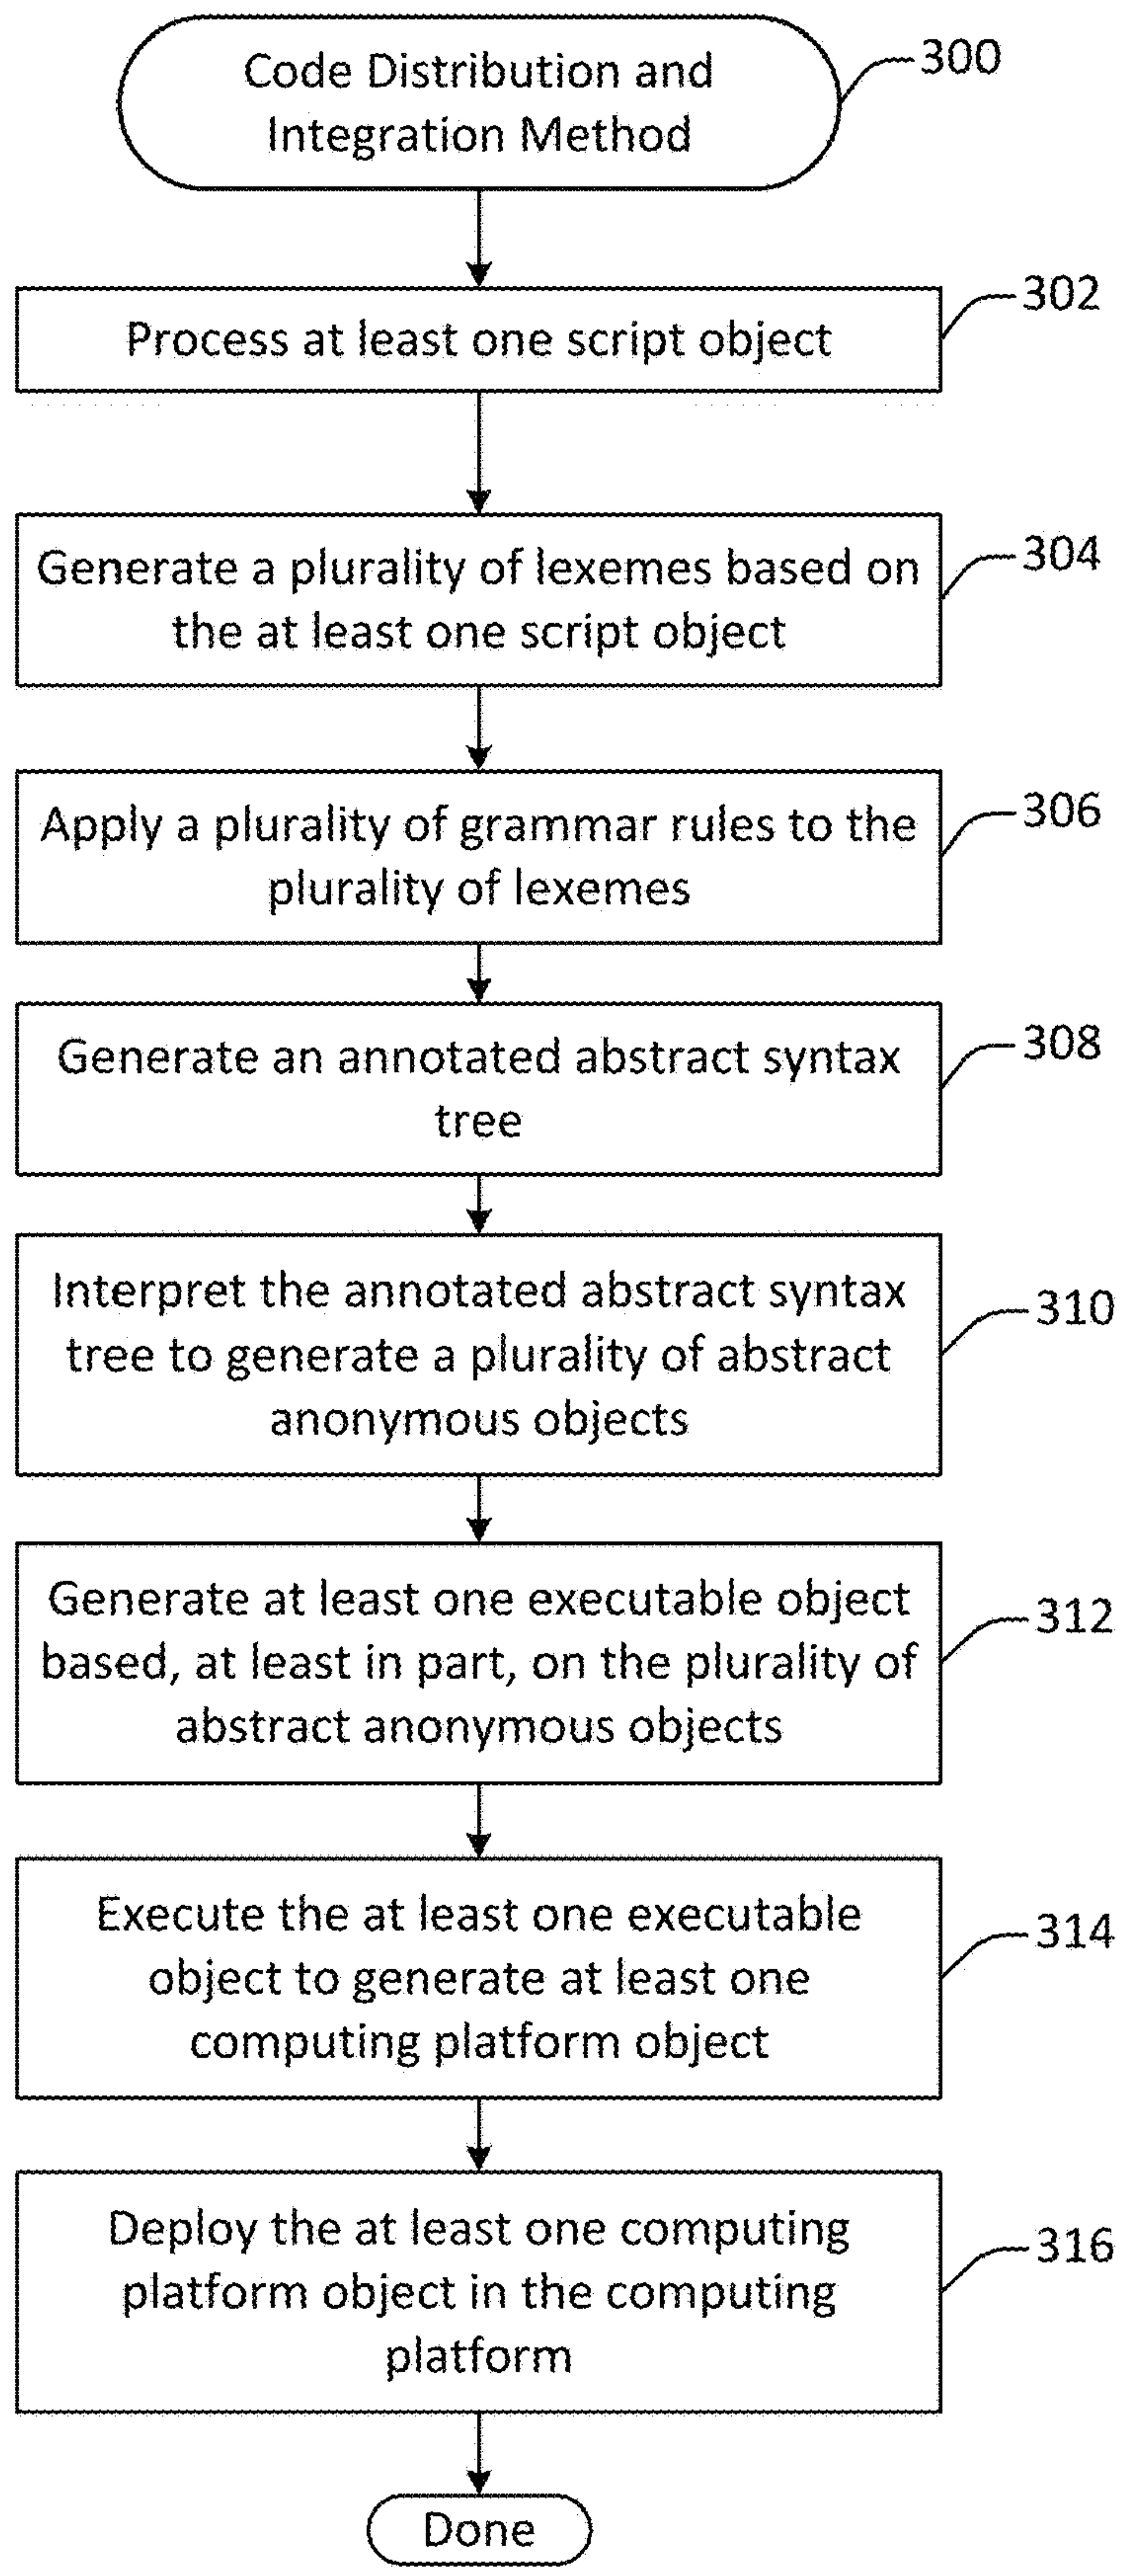 Code Distribution and
Integration Method
300
Process at least one script object
302
Generate a plurality of lexemes based on
the at least one script object
304
Apply a plurality of grammar rules to the
plurality of lexemes
306
Generate an annotated abstract syntax
tree
308
Interpret the annotated abstract syntax
tree to generate a plurality of abstract
anonymous objects
310
Generate at least one executable object
based, at least in part, on the plurality of
abstract anonymous objects
312
Execute the at least one executable
object to generate at least one
computing platform object
314
Deploy the at least one computing
platform object in the computing
platform
316
Done